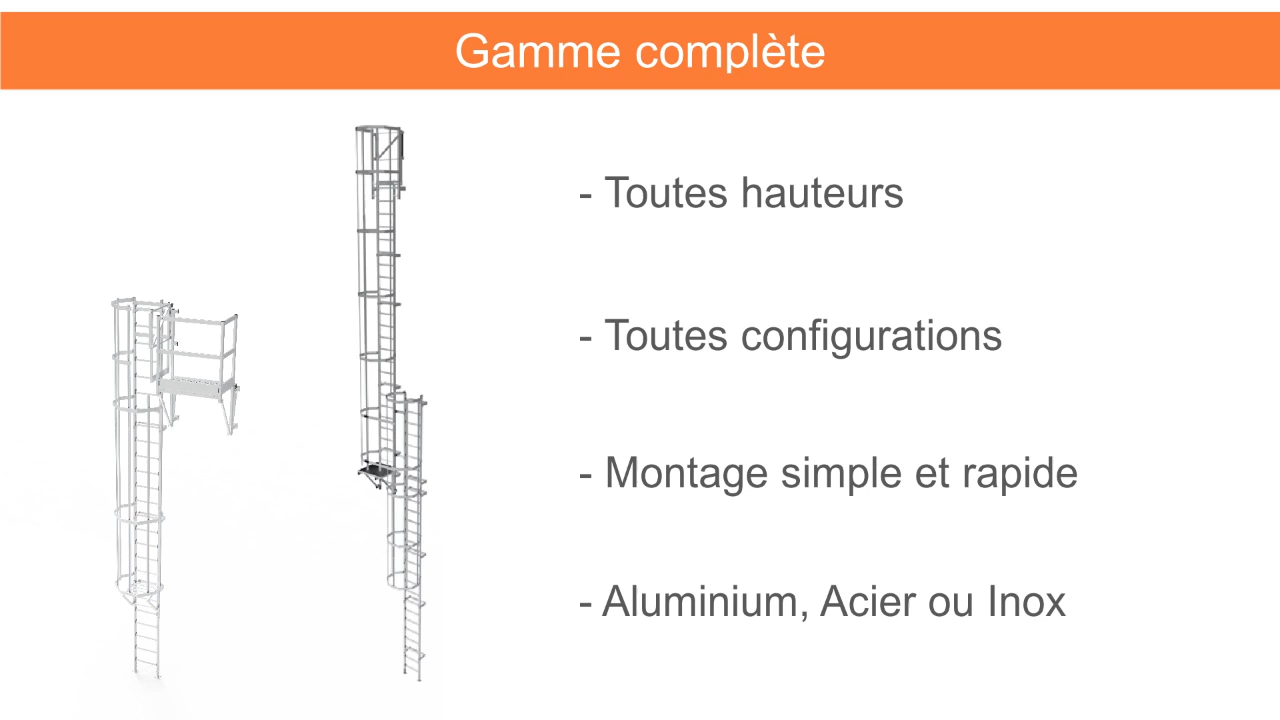 Gamme complète
- Toutes hauteurs
- Toutes configurations
- Montage simple et rapide
- Aluminium, Acier ou Inox